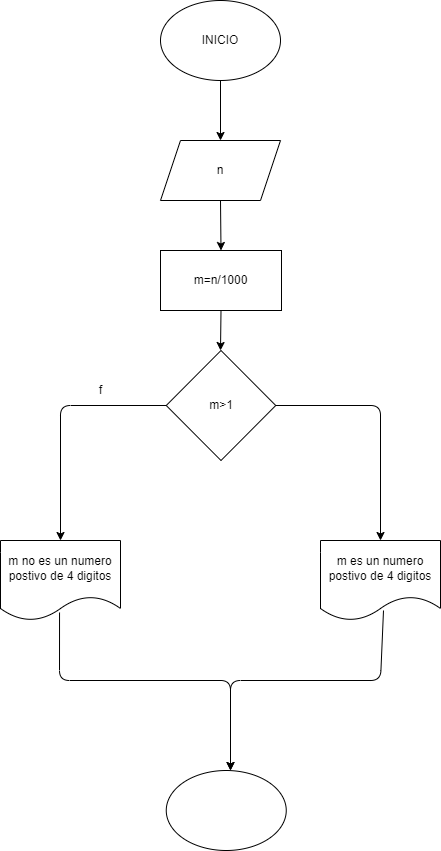 INICIO
n
m=n/1000
m>1
f
m no es un numero
postivo de 4 digitos
m es un numero
postivo de 4 digitos